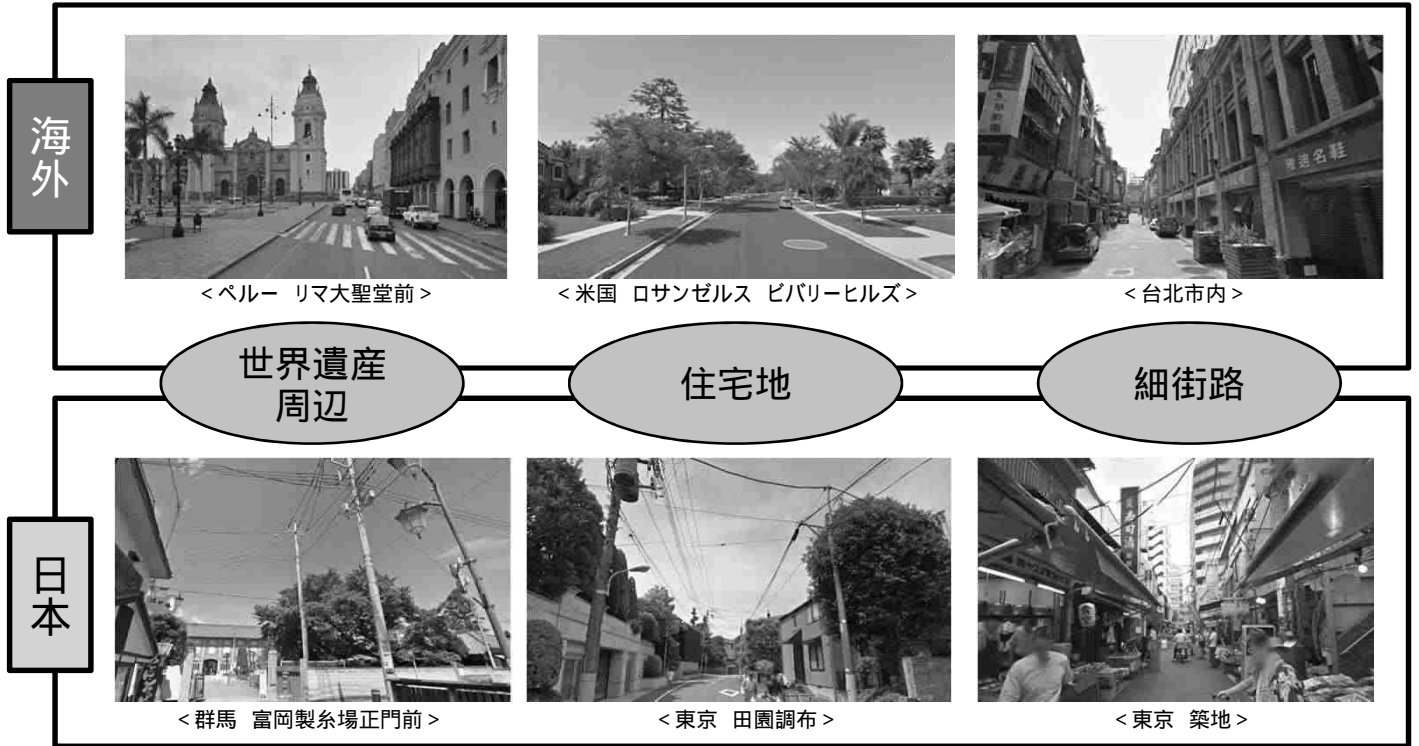 海外
<ペルー リマ大聖堂前>
<米国 ロサンゼルス ビバリーヒルズ>
<台北市内>
世界遺産
周辺
住宅地
細街路
日本
<群馬 富岡製糸場正門前>
<東京 田園調布>
<東京 築地>